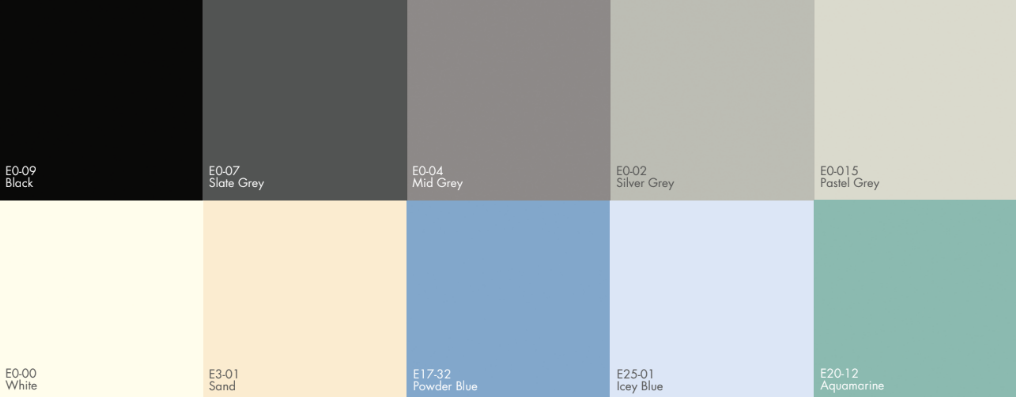 E0-09
Black
E0-07
Slate Grey
E0-04
Mid Grey
E0-02
Silver Grey
E0-015
Pastel Grey
E0-00
White
E3-01
Sand
E17-32
Powder Blue
E25-01
Icey Blue
E20-12
Aquamarine